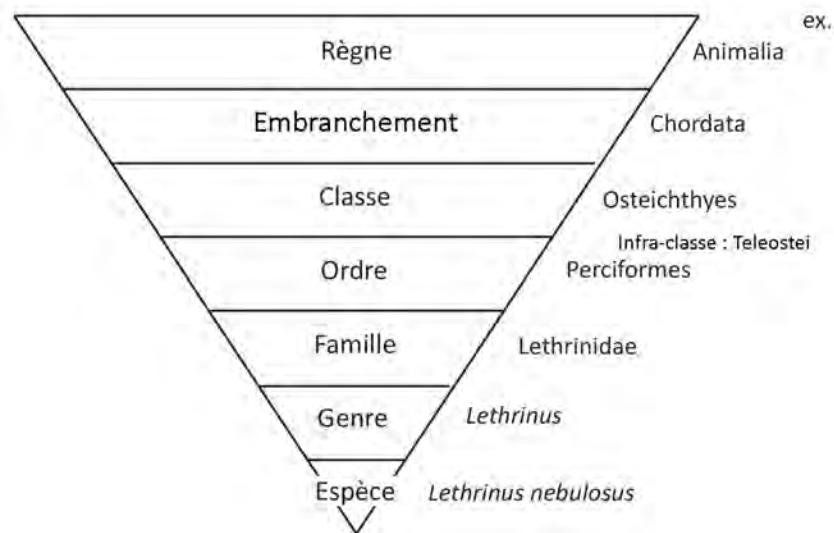 ex.
Règne Animalia
Embranchement Chordata
Classe Osteichthyes
Infra-classe : Teleostei
Ordre Perciformes
Famille Lethrinidae
Genre Lethrinus
Espèce Lethrinus nebulosus